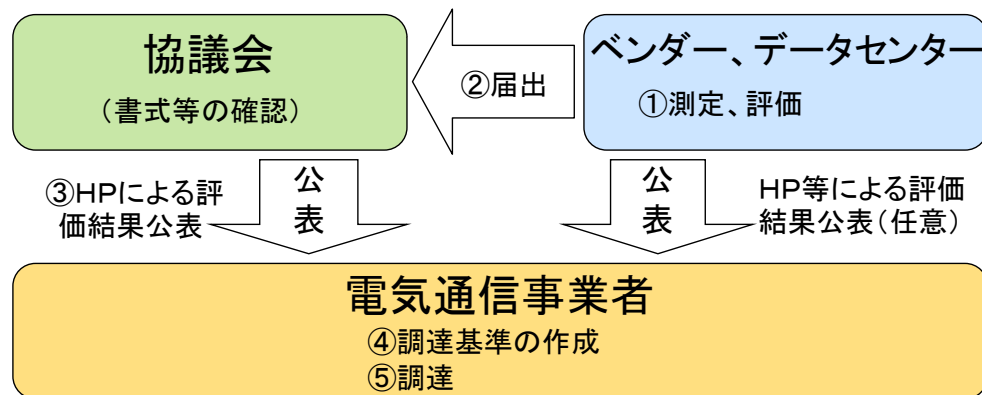 協議会
(書式等の確認)
②届出
ベンダー、データセンター
①測定、評価
③HPによる評
価結果公表
公
表
公
表
HP等による評価
結果公表(任意)
電気通信事業者
④調達基準の作成
⑤調達